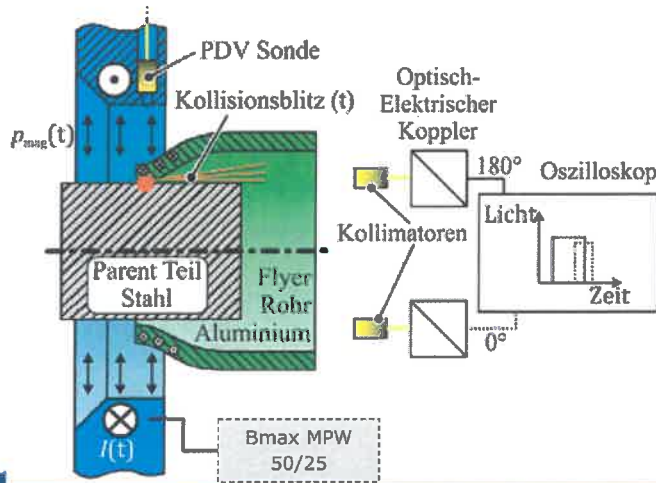 PDV Sonde
Kollisionsblitz (t)
pmag(t)
Optisch-
Elektrischer
Koppler
180°
Oszilloskop
Licht
Zeit
Kollimatoren
0°
Parent Teil
Stahl
Flyer
Rohr
Aluminium
I(t)
Bmax MPW
50/25